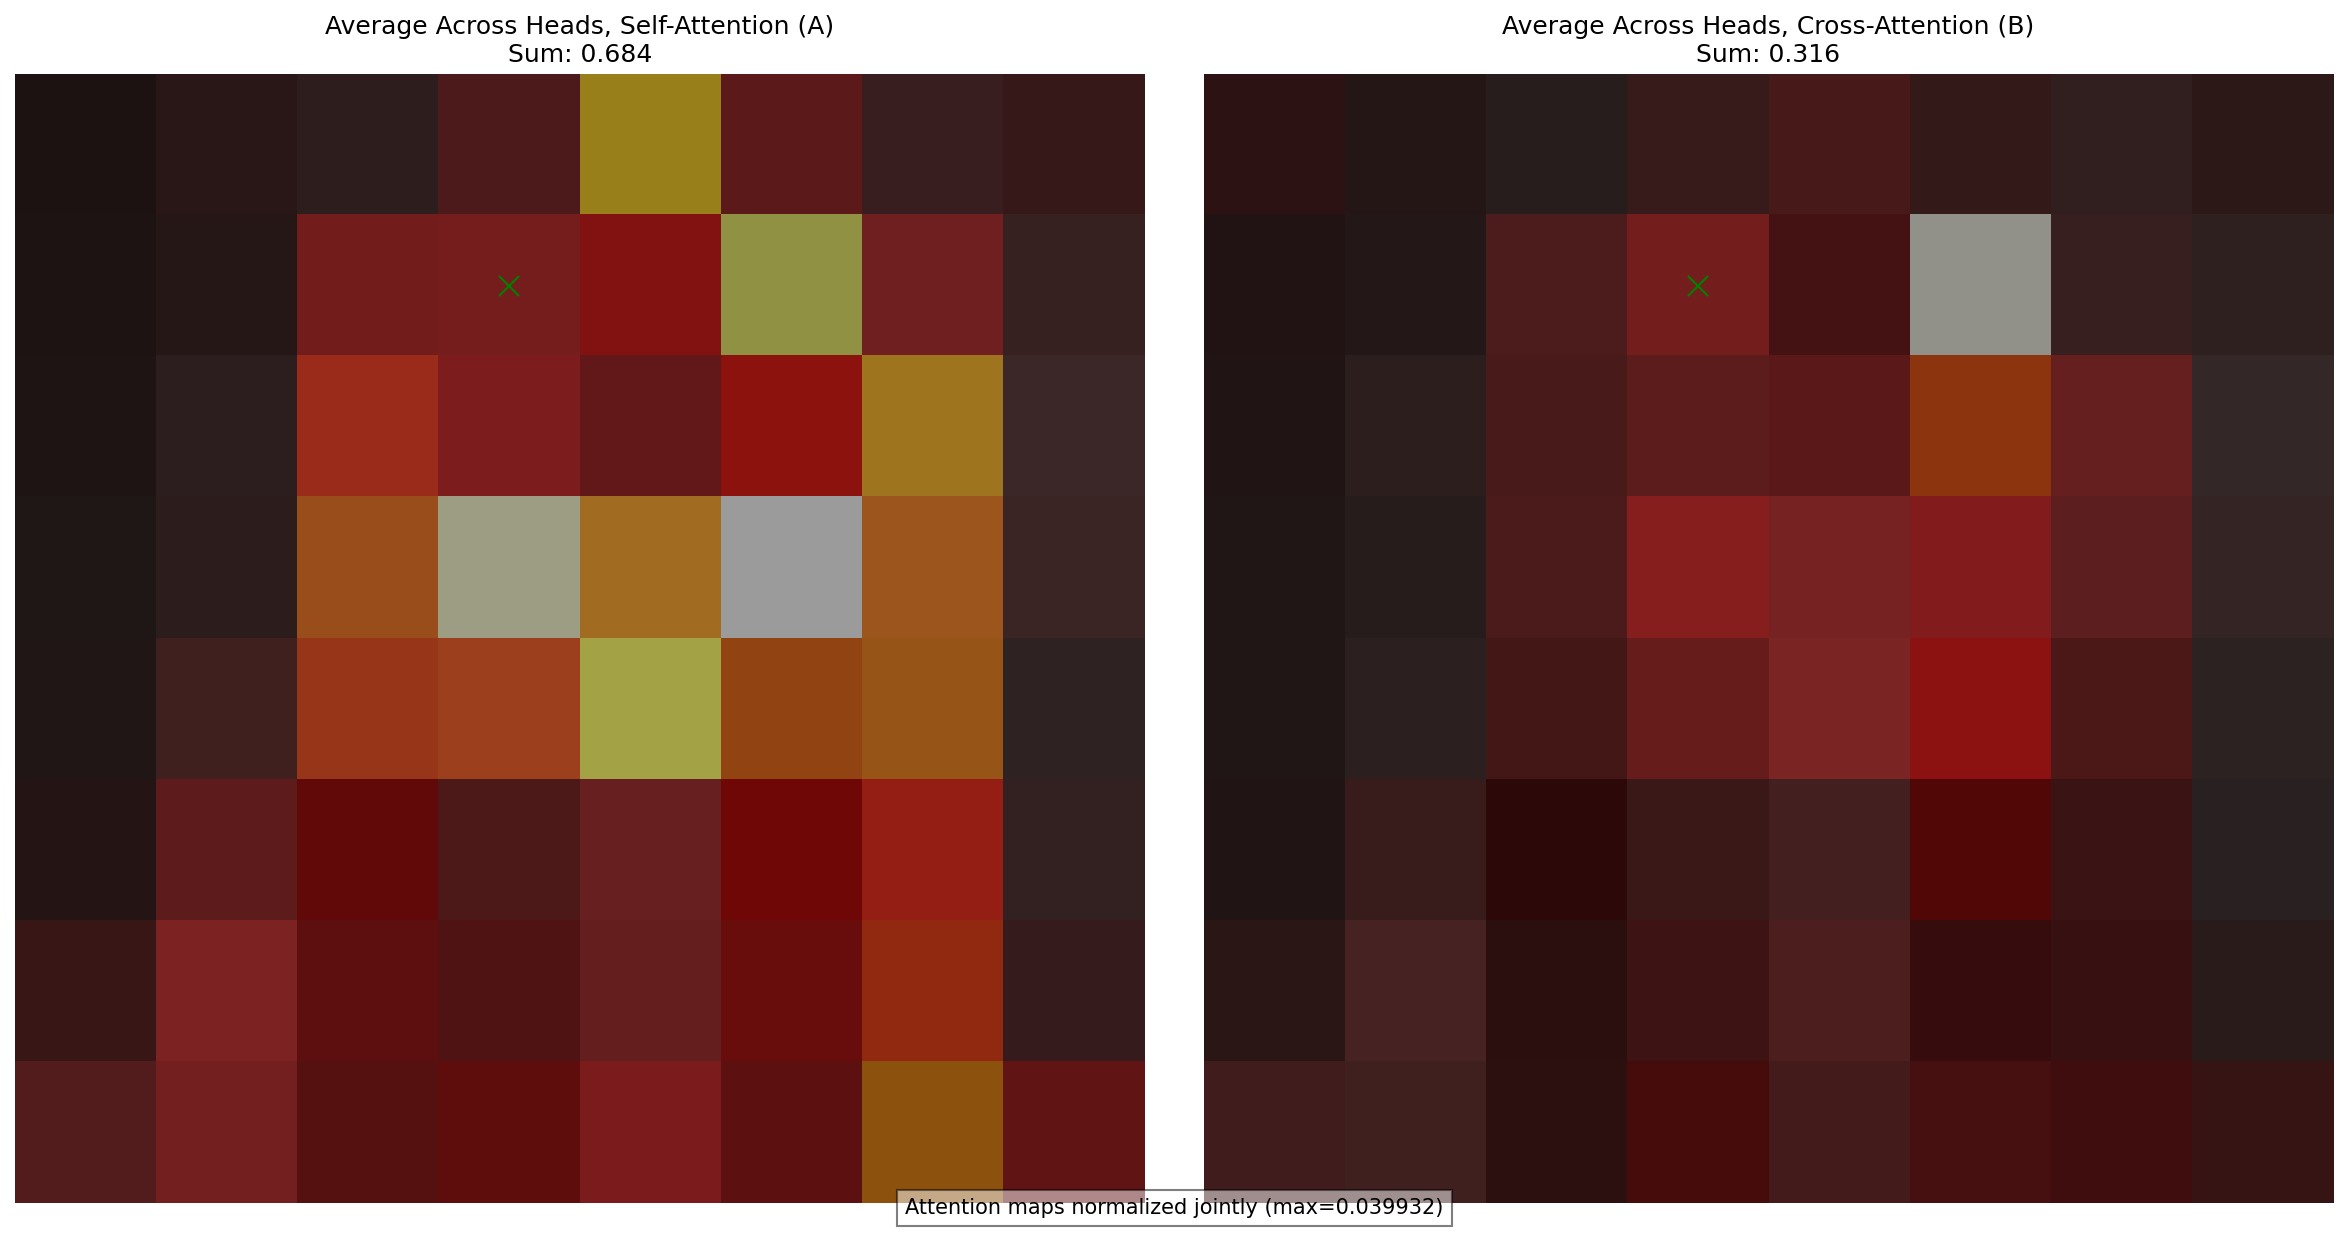 Average Across Heads, Self-Attention (A)
Sum: 0.684
Average Across Heads, Cross-Attention (B)
Sum: 0.316
Attention maps normalized jointly (max=0.039932)